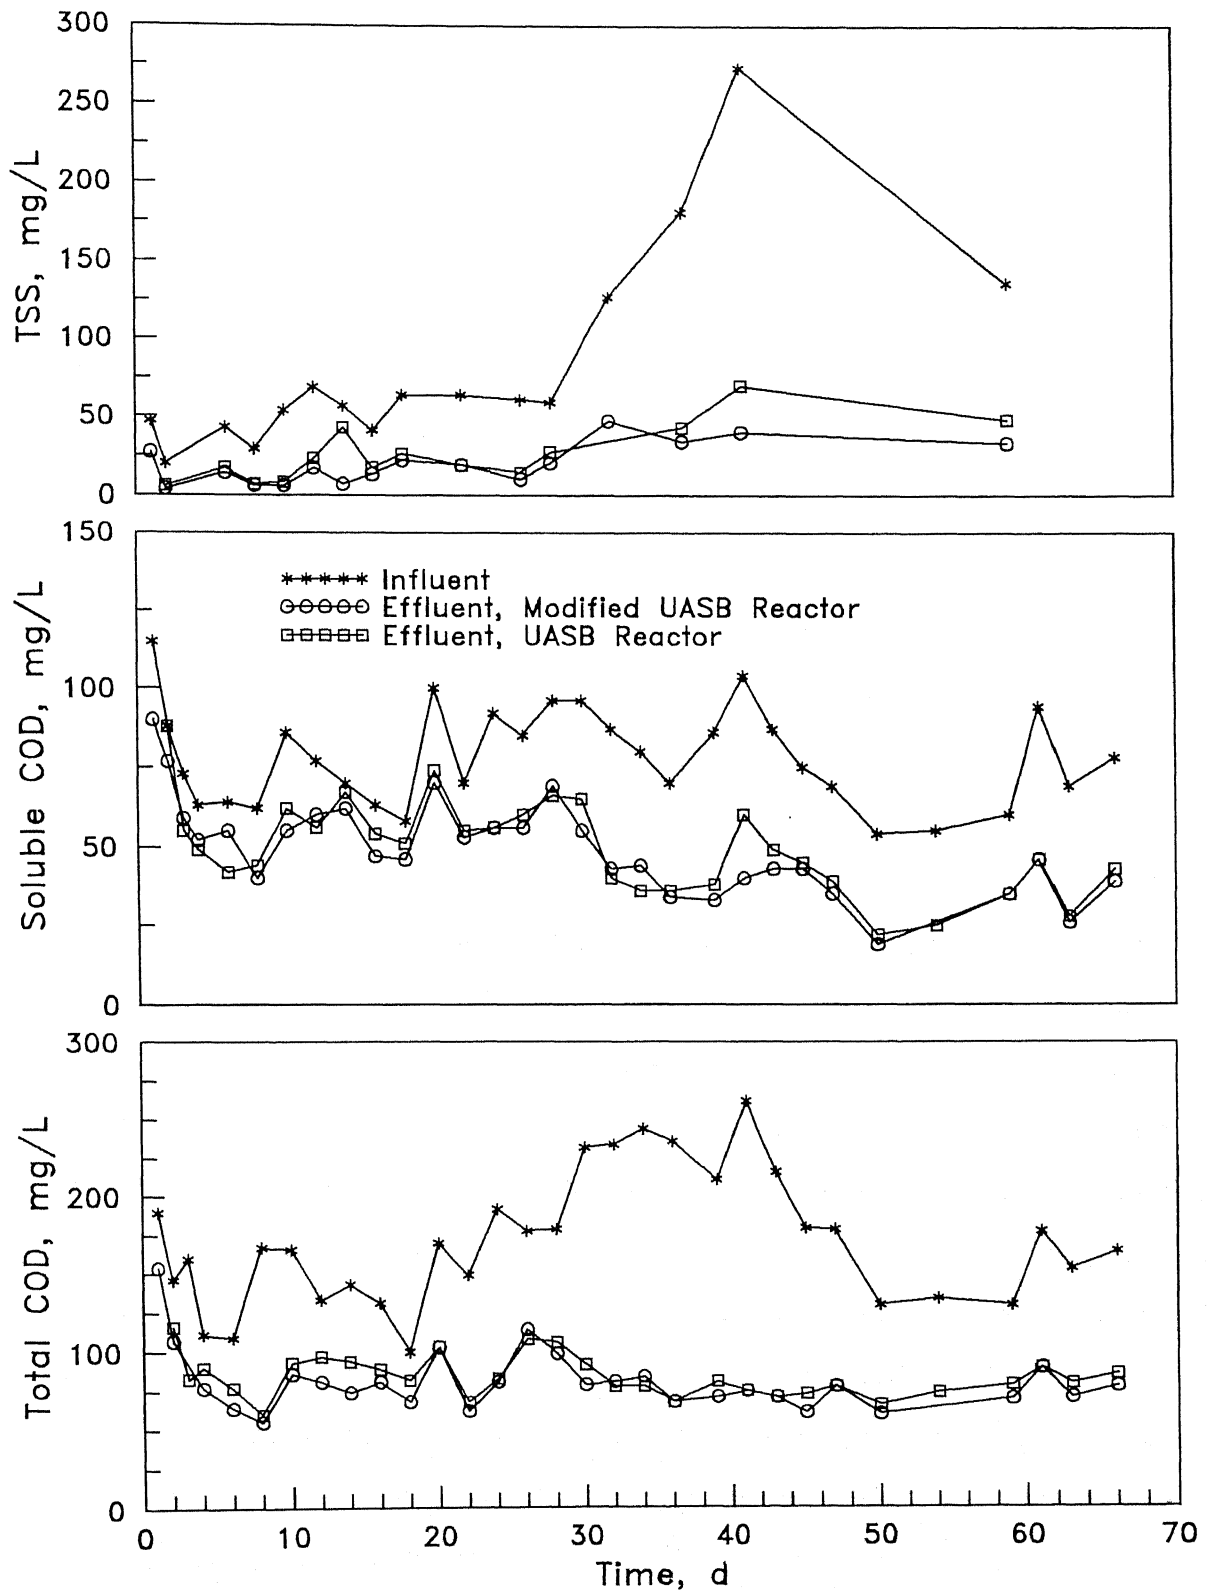 300
250
200
150
100
50
0
TSS, mg/L
150
100
50
0
Soluble COD, mg/L
Influent
Effluent, Modified UASB Reactor
Effluent, UASB Reactor
300
200
100
0
Total COD, mg/L
0 10 20 30 40 50 60 70
Time, d